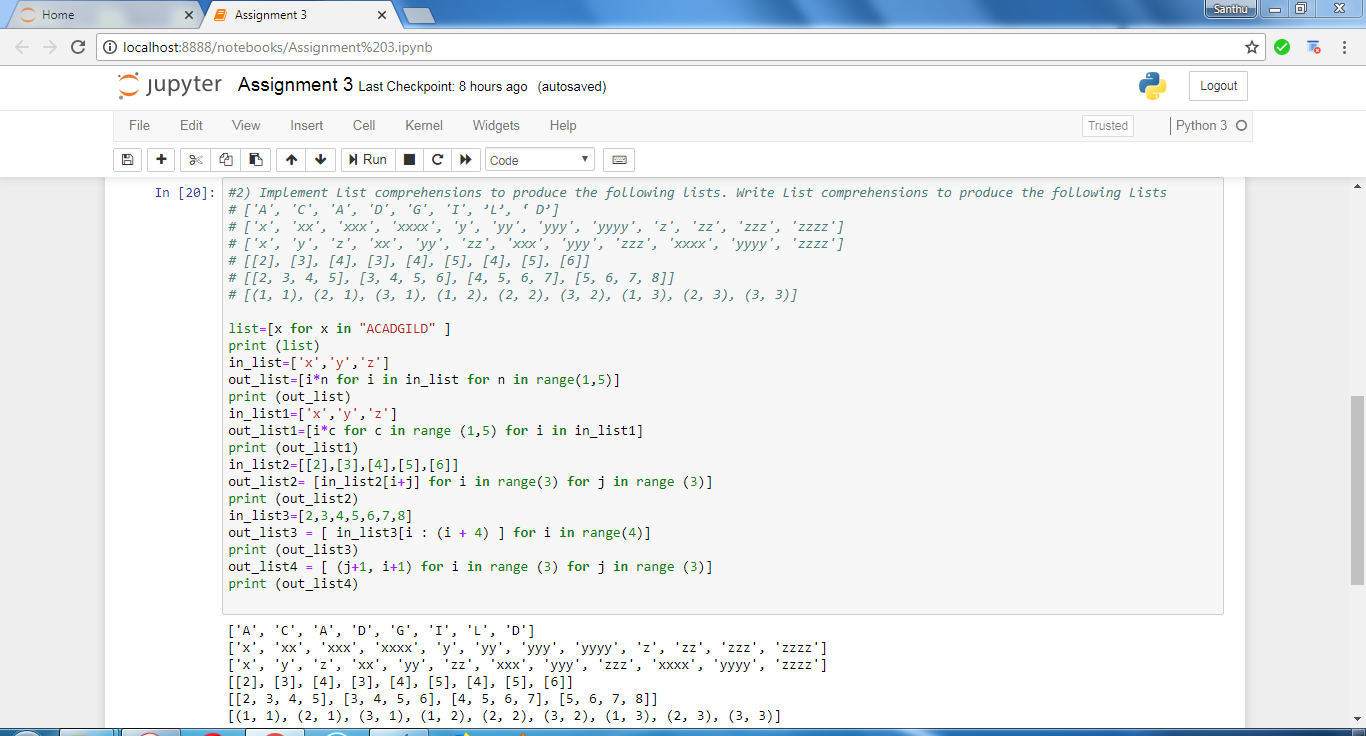 Home
Assignment 3
Santhu
localhost:8888/notebooks/Assignment%203.ipynb
jupyter Assignment 3 Last Checkpoint: 8 hours ago (autosaved)
Logout
File Edit View Insert Cell Kernel Widgets Help
Trusted
Python 3
Run
Code
In [20]: #2) Implement List comprehensions to produce the following lists. Write List comprehensions to produce the following Lists
# ['A', 'C', 'A', 'D', 'G', 'I', ’L’, ‘ D’]
# ['x', 'xx', 'xxx', 'xxxx', 'y', 'yy', 'yyy', 'yyyy', 'z', 'zz', 'zzz', 'zzzz']
# ['x', 'y', 'z', 'xx', 'yy', 'zz', 'xxx', 'yyy', 'zzz', 'xxxx', 'yyyy', 'zzzz']
# [[2], [3], [4], [3], [4], [5], [4], [5], [6]]
# [[2, 3, 4, 5], [3, 4, 5, 6], [4, 5, 6, 7], [5, 6, 7, 8]]
# [(1, 1), (2, 1), (3, 1), (1, 2), (2, 2), (3, 2), (1, 3), (2, 3), (3, 3)]
list=[x for x in "ACADGILD" ]
print (list)
in_list=['x','y','z']
out_list=[i*n for i in in_list for n in range(1,5)]
print (out_list)
in_list1=['x','y','z']
out_list1=[i*c for c in range (1,5) for i in in_list1]
print (out_list1)
in_list2=[[2],[3],[4],[5],[6]]
out_list2= [in_list2[i+j] for i in range(3) for j in range (3)]
print (out_list2)
in_list3=[2,3,4,5,6,7,8]
out_list3 = [ in_list3[i : (i + 4) ] for i in range(4)]
print (out_list3)
out_list4 = [ (j+1, i+1) for i in range (3) for j in range (3)]
print (out_list4)
['A', 'C', 'A', 'D', 'G', 'I', 'L', 'D']
['x', 'xx', 'xxx', 'xxxx', 'y', 'yy', 'yyy', 'yyyy', 'z', 'zz', 'zzz', 'zzzz']
['x', 'y', 'z', 'xx', 'yy', 'zz', 'xxx', 'yyy', 'zzz', 'xxxx', 'yyyy', 'zzzz']
[[2], [3], [4], [3], [4], [5], [4], [5], [6]]
[[2, 3, 4, 5], [3, 4, 5, 6], [4, 5, 6, 7], [5, 6, 7, 8]]
[(1, 1), (2, 1), (3, 1), (1, 2), (2, 2), (3, 2), (1, 3), (2, 3), (3, 3)]